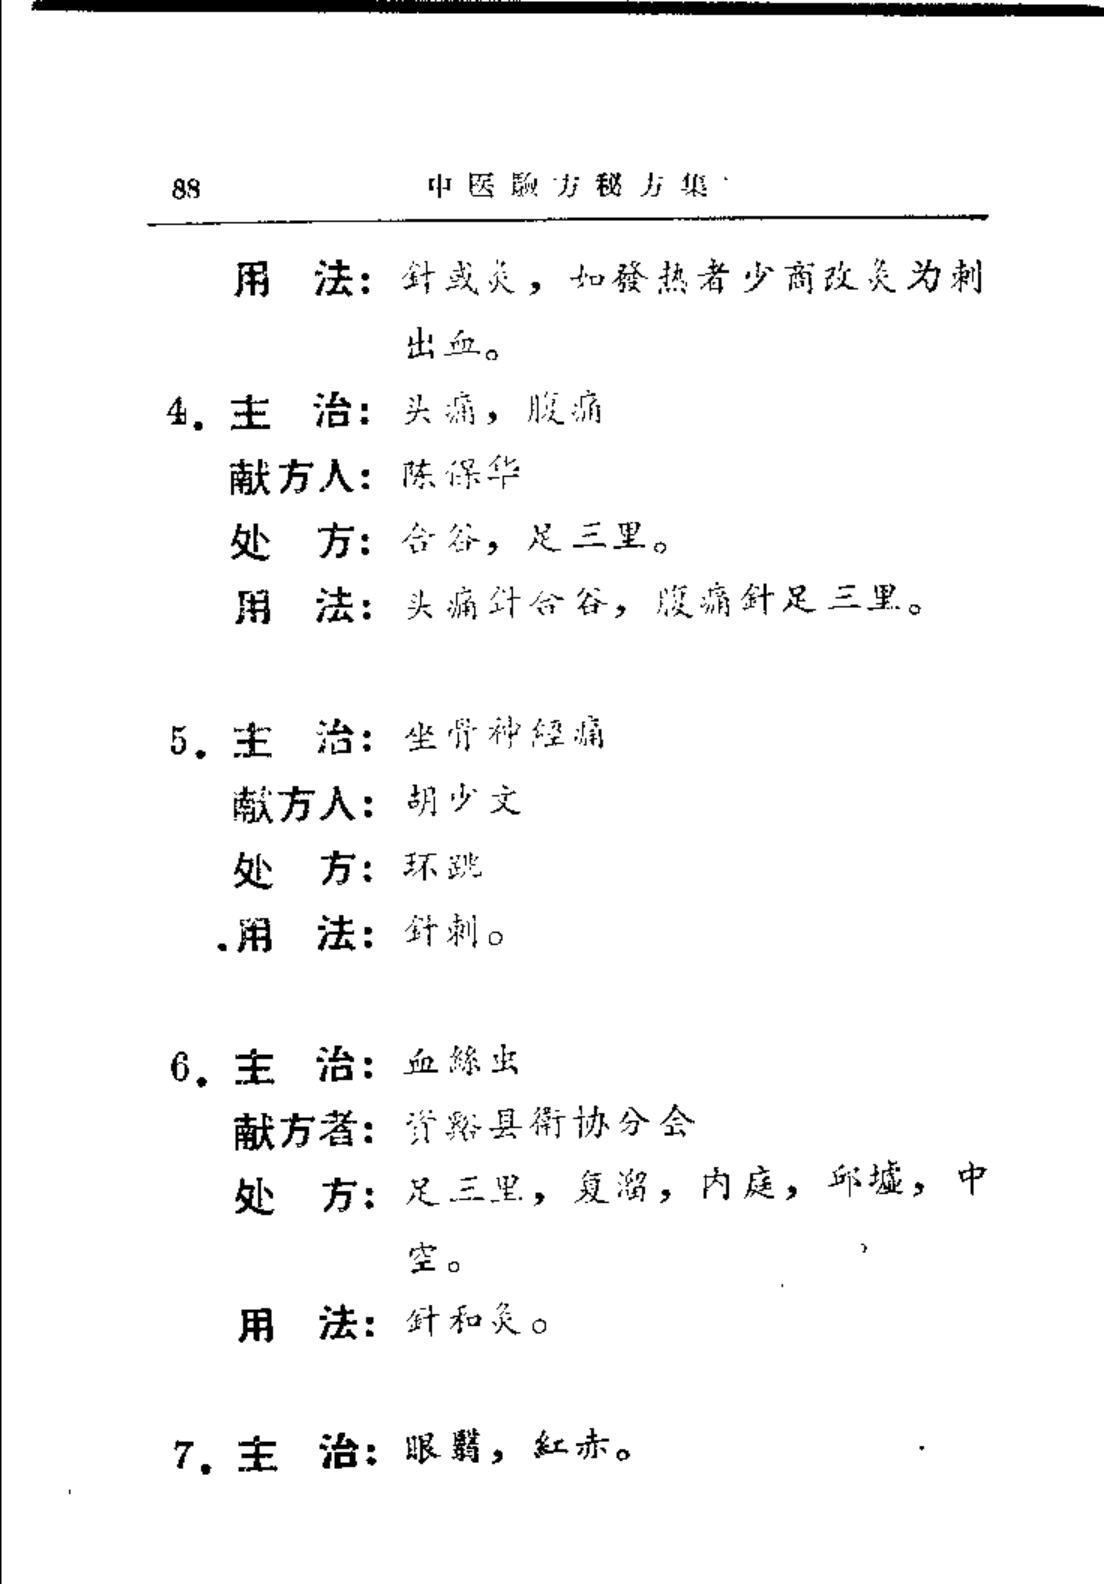 88 中医驗方秘方集
用 法：針或灸，如發热者少商改灸为刺
出血。
4. 主 治：头痛，腹痛
献方人：陈保华
处 方：合谷，足三里。
用 法：头痛針合谷，腹痛針足三里。
5. 主 治：坐骨神經痛
献方人：胡少文
处 方：环跳
用 法：針刺。
6. 主 治：血絲虫
献方者：資谿县衛协分会
处 方：足三里，复溜，内庭，邱墟，中
空。
用 法：針和灸。
7. 主 治：眼翳，紅赤。